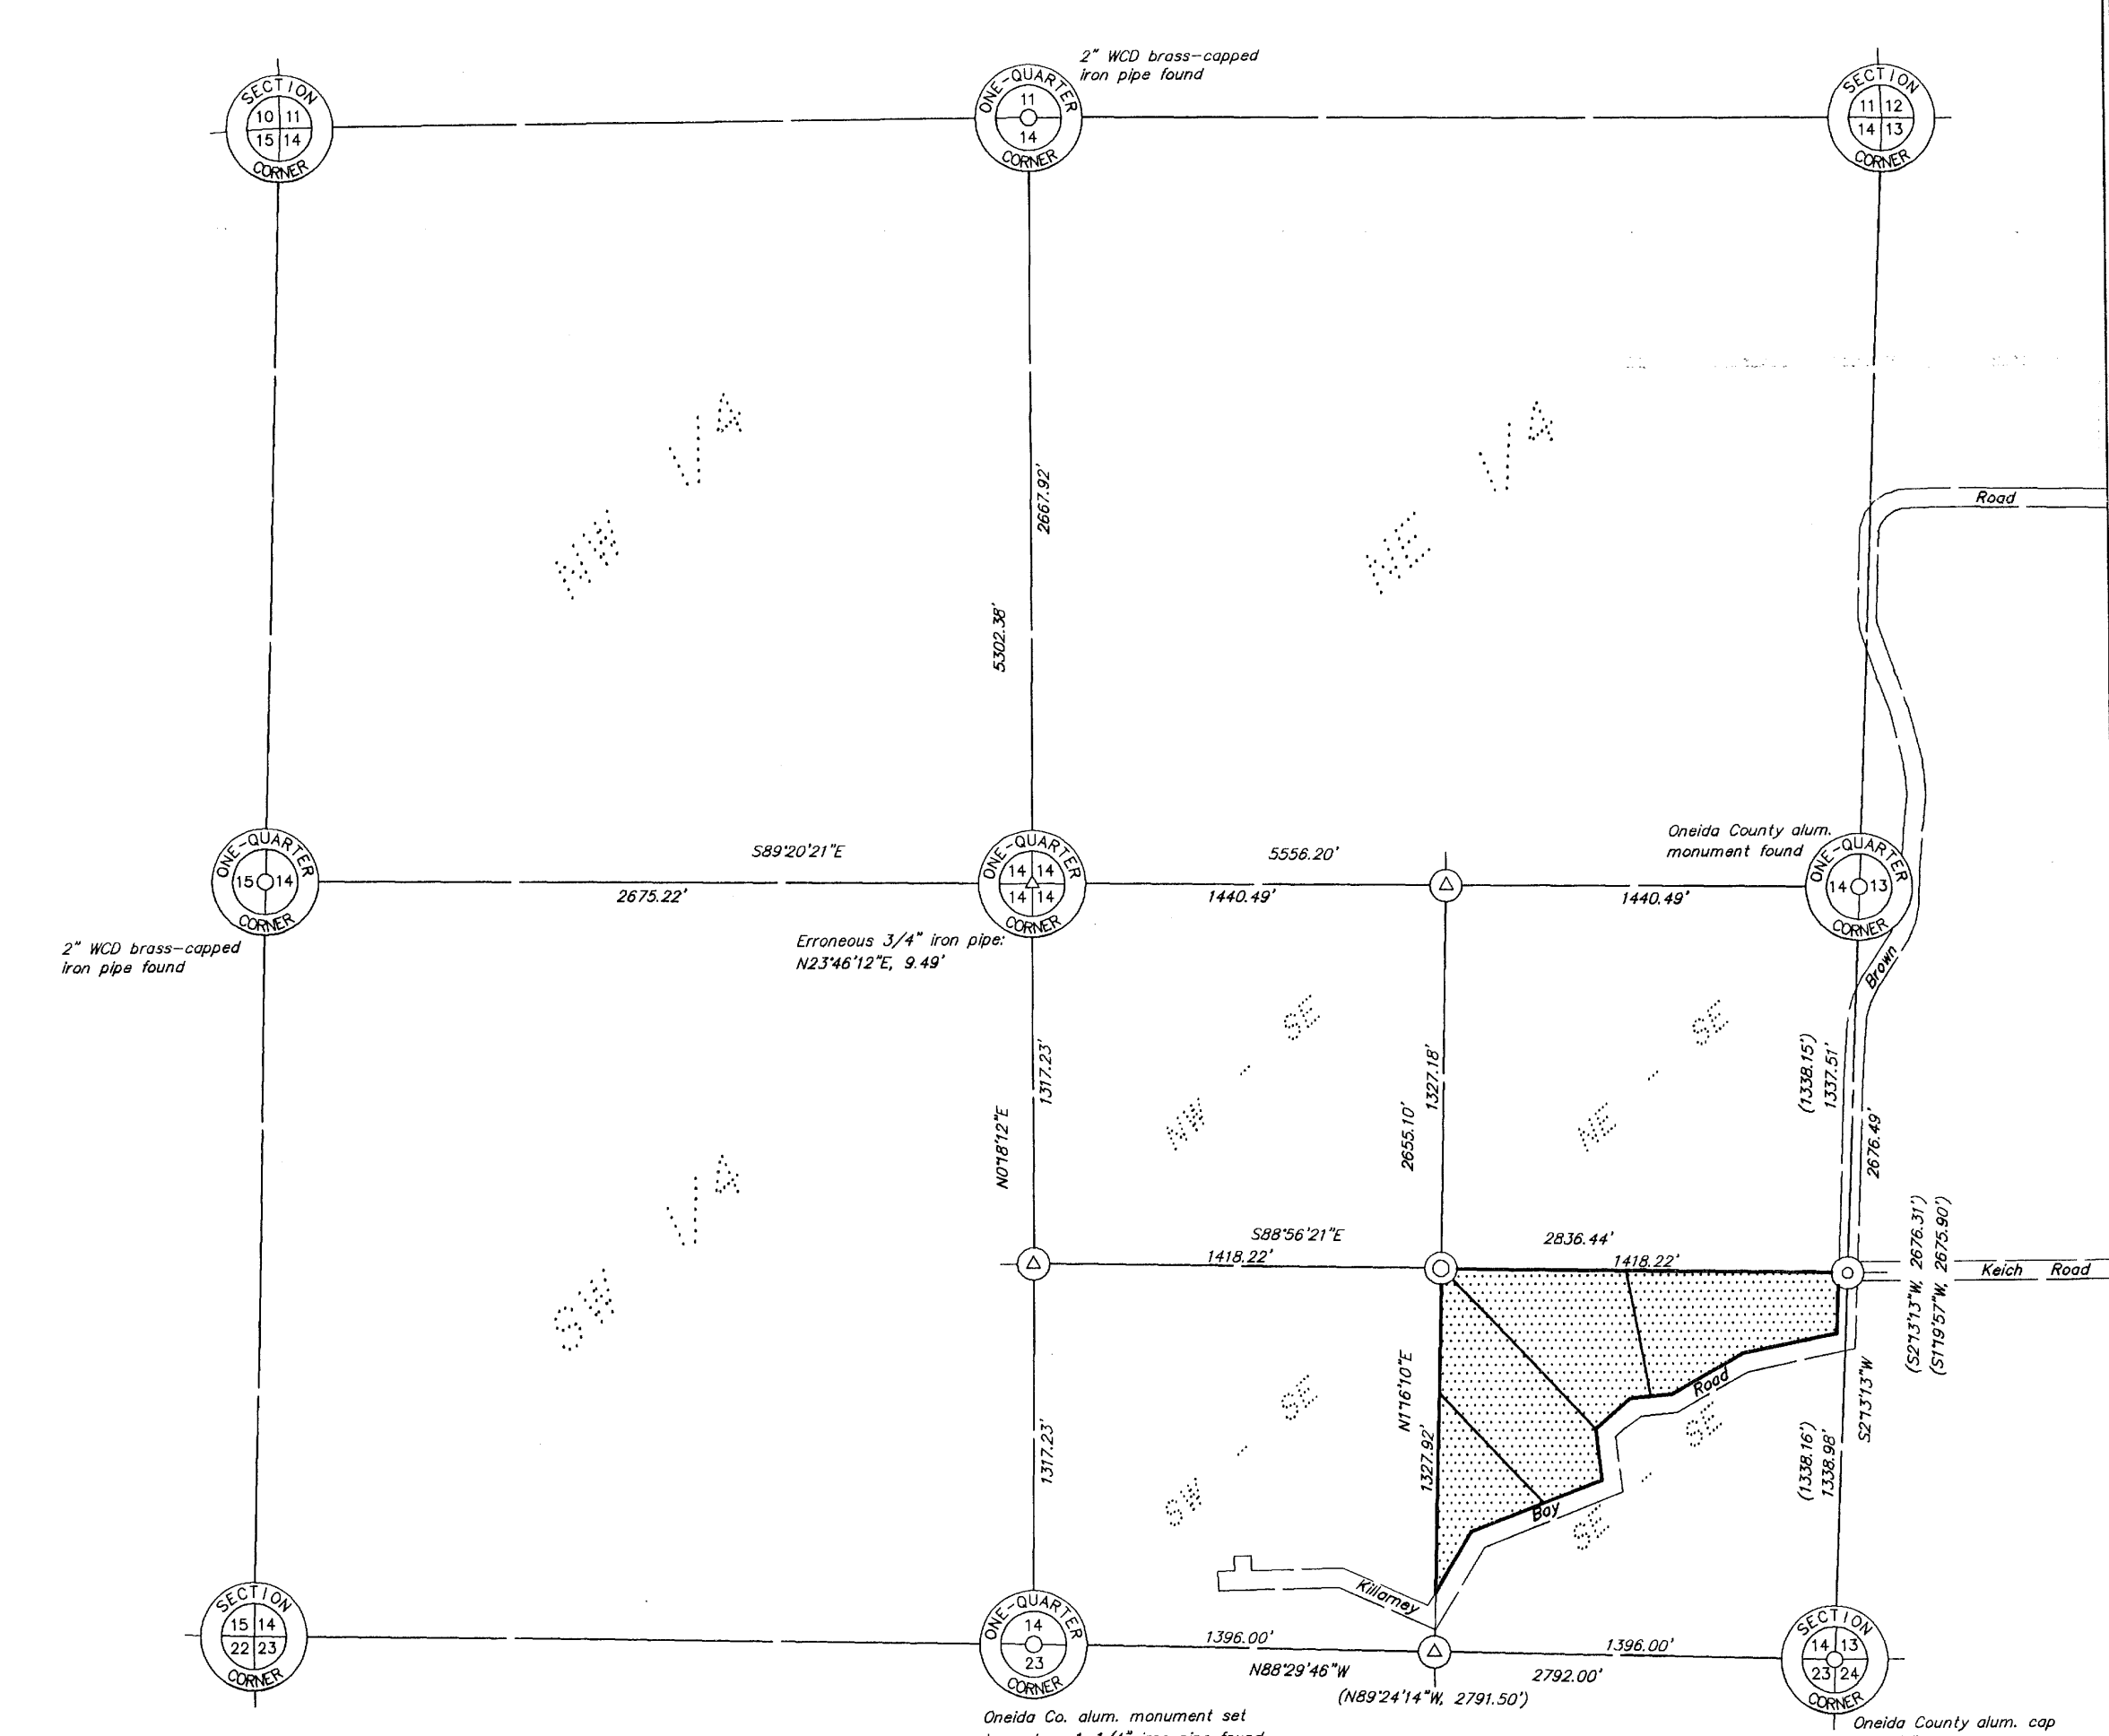 2" WCD brass-capped
iron pipe found
SECTION
10 11
15 14
CORNER
ONE-QUARTER
11
14
CORNER
SECTION
11 12
14 13
CORNER
NW 1/4
NE 1/4
2667.92'
5302.38'
Road
Oneida County alum.
monument found
ONE-QUARTER
15 14
CORNER
S89°20'21"E
2675.22'
ONE-QUARTER
14 14
14 14
CORNER
5556.20'
1440.49'
1440.49'
ONE-QUARTER
14 13
CORNER
2" WCD brass-capped
iron pipe found
Erroneous 3/4" iron pipe:
N23°46'12"E, 9.49'
Brown
NW - SE
NE - SE
1317.23'
N0°18'12"E
1327.18'
2655.10'
(1338.15')
1337.51'
2676.49'
S88°56'21"E
1418.22'
2836.44'
1418.22'
Keich Road
(S2°13'13"W, 2676.31')
(S1°19'57"W, 2675.90')
SW 1/4
SW - SE
SE - SE
1317.23'
N1°16'10"E
1327.92'
S2°13'13"W
(1338.16')
1338.98'
Killarney
Bay
Road
SECTION
15 14
22 23
CORNER
ONE-QUARTER
14
23
CORNER
1396.00'
N88°29'46"W
1396.00'
2792.00'
(N89°24'14"W, 2791.50')
SECTION
14 13
23 24
CORNER
Oneida Co. alum. monument set
1/4" iron pipe found
Oneida County alum. cap